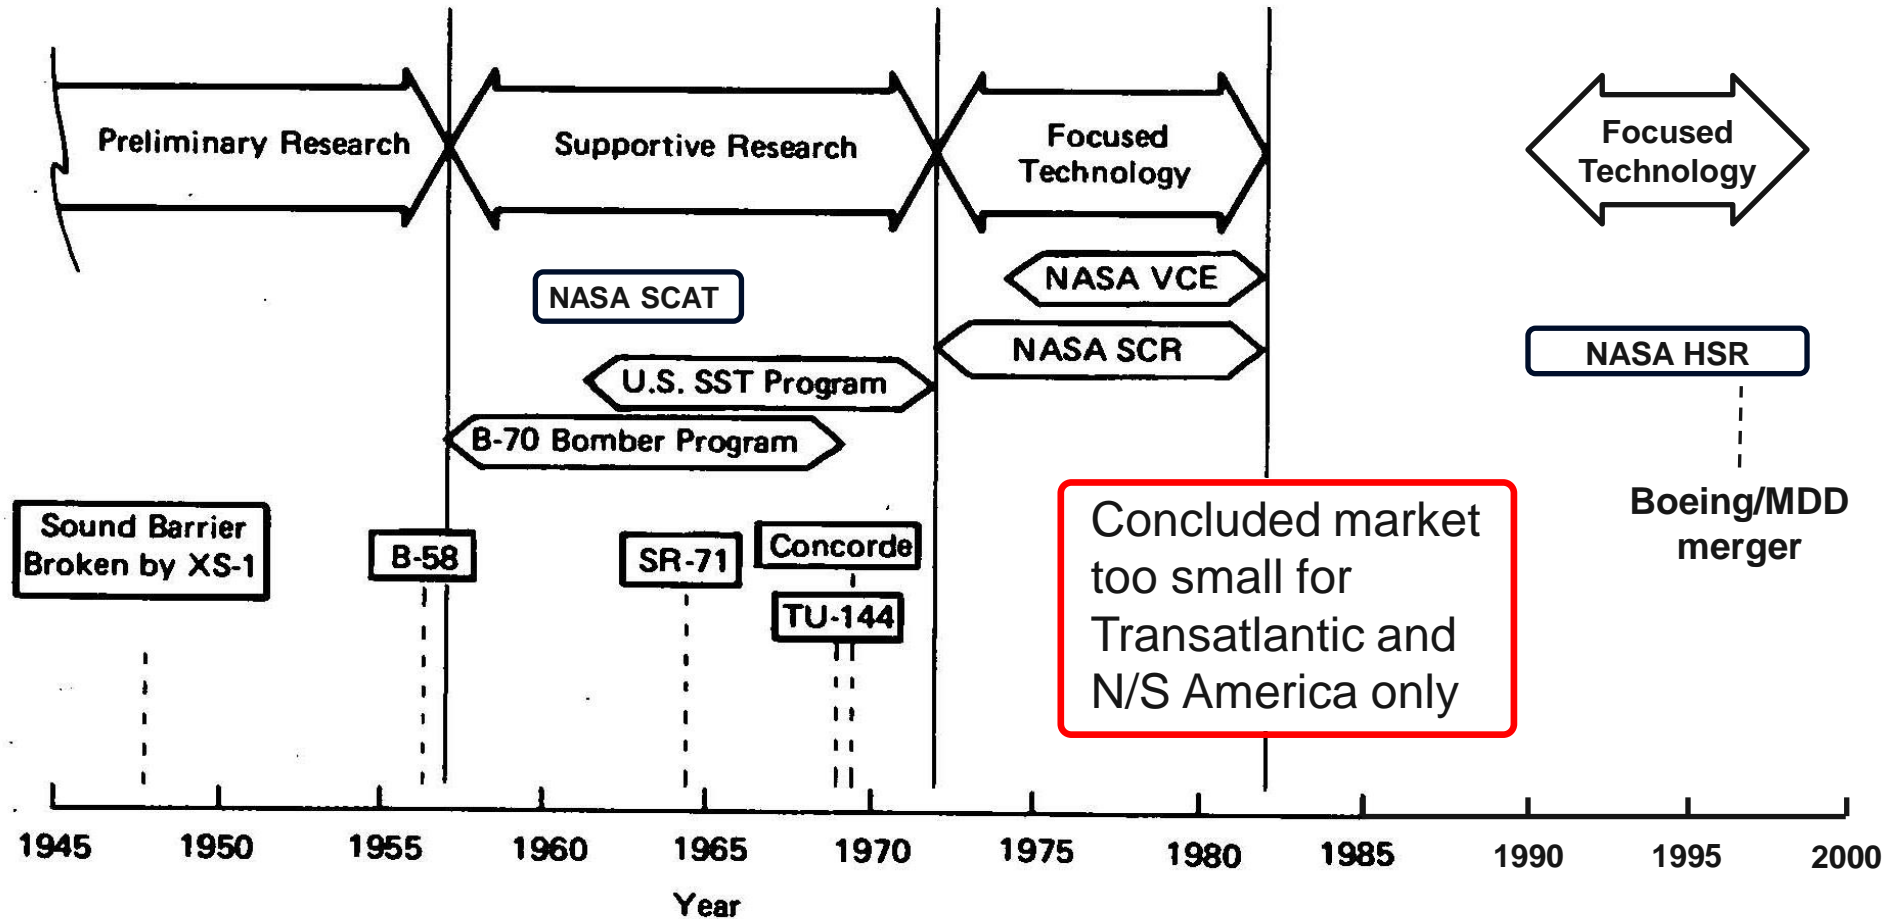 Preliminary Research
Supportive Research
Focused
Technology
Focused
Technology
NASA VCE
NASA SCAT
NASA SCR
NASA HSR
U.S. SST Program
B-70 Bomber Program
Sound Barrier
Broken by XS-1
B-58
SR-71
Concorde
TU-144
Concluded market
too small for
Transatlantic and
N/S America only
Boeing/MDD
merger
1945 1950 1955 1960 1965 1970 1975 1980 1985 1990 1995 2000
Year